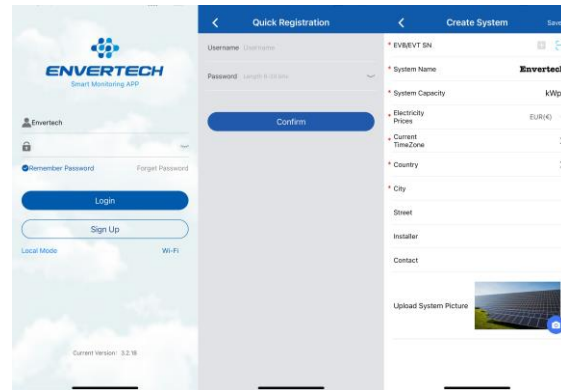 ENVERTECH
Smart Monitoring APP
Envertech
Remember Password
Forget Password
Login
Sign Up
Local Mode
Wi-Fi
Current Version: 3.2.18
Quick Registration
Username Username
Password
Confirm
Create System
Save
* EVB/EVT SN
* System Name Envertech
* System Capacity kWp
* Electricity Prices EUR(€)
* Current TimeZone
* Country
* City
Street
Installer
Contact
Upload System Picture